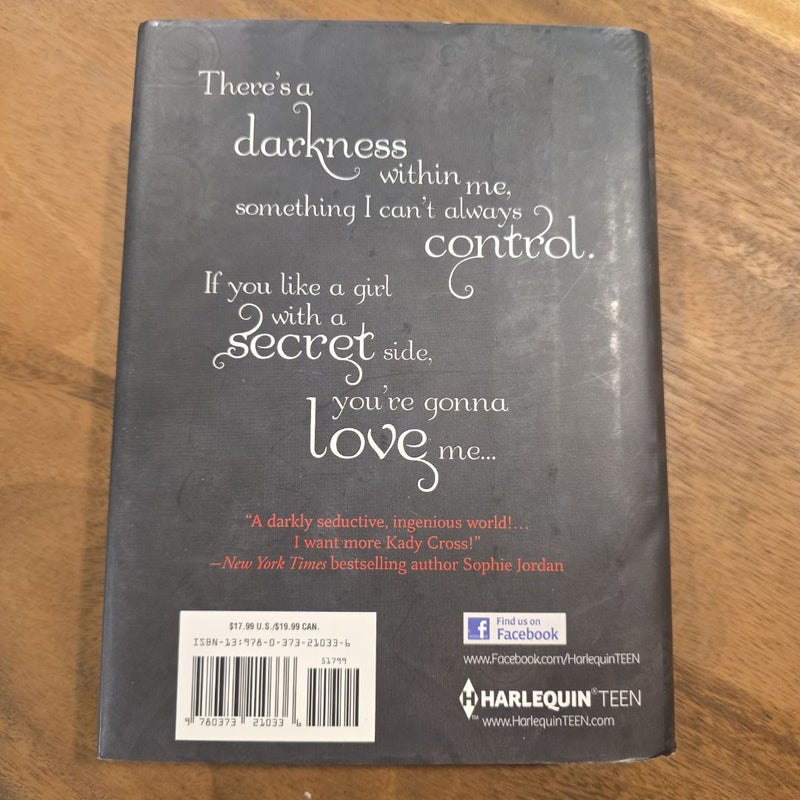 There's a
darkness
within me,
something I can't always
control.
If you like a girl
with a
secret side,
you're gonna
love me...
"A darkly seductive, ingenious world!...
I want more Kady Cross!"
—New York Times bestselling author Sophie Jordan
$17.99 U.S./$19.99 CAN.
ISBN-13:978-0-373-21033-6
51799
9 780373 21033 6
f Find us on
Facebook
www.Facebook.com/HarlequinTEEN
H HARLEQUIN® TEEN
™ www.HarlequinTEEN.com